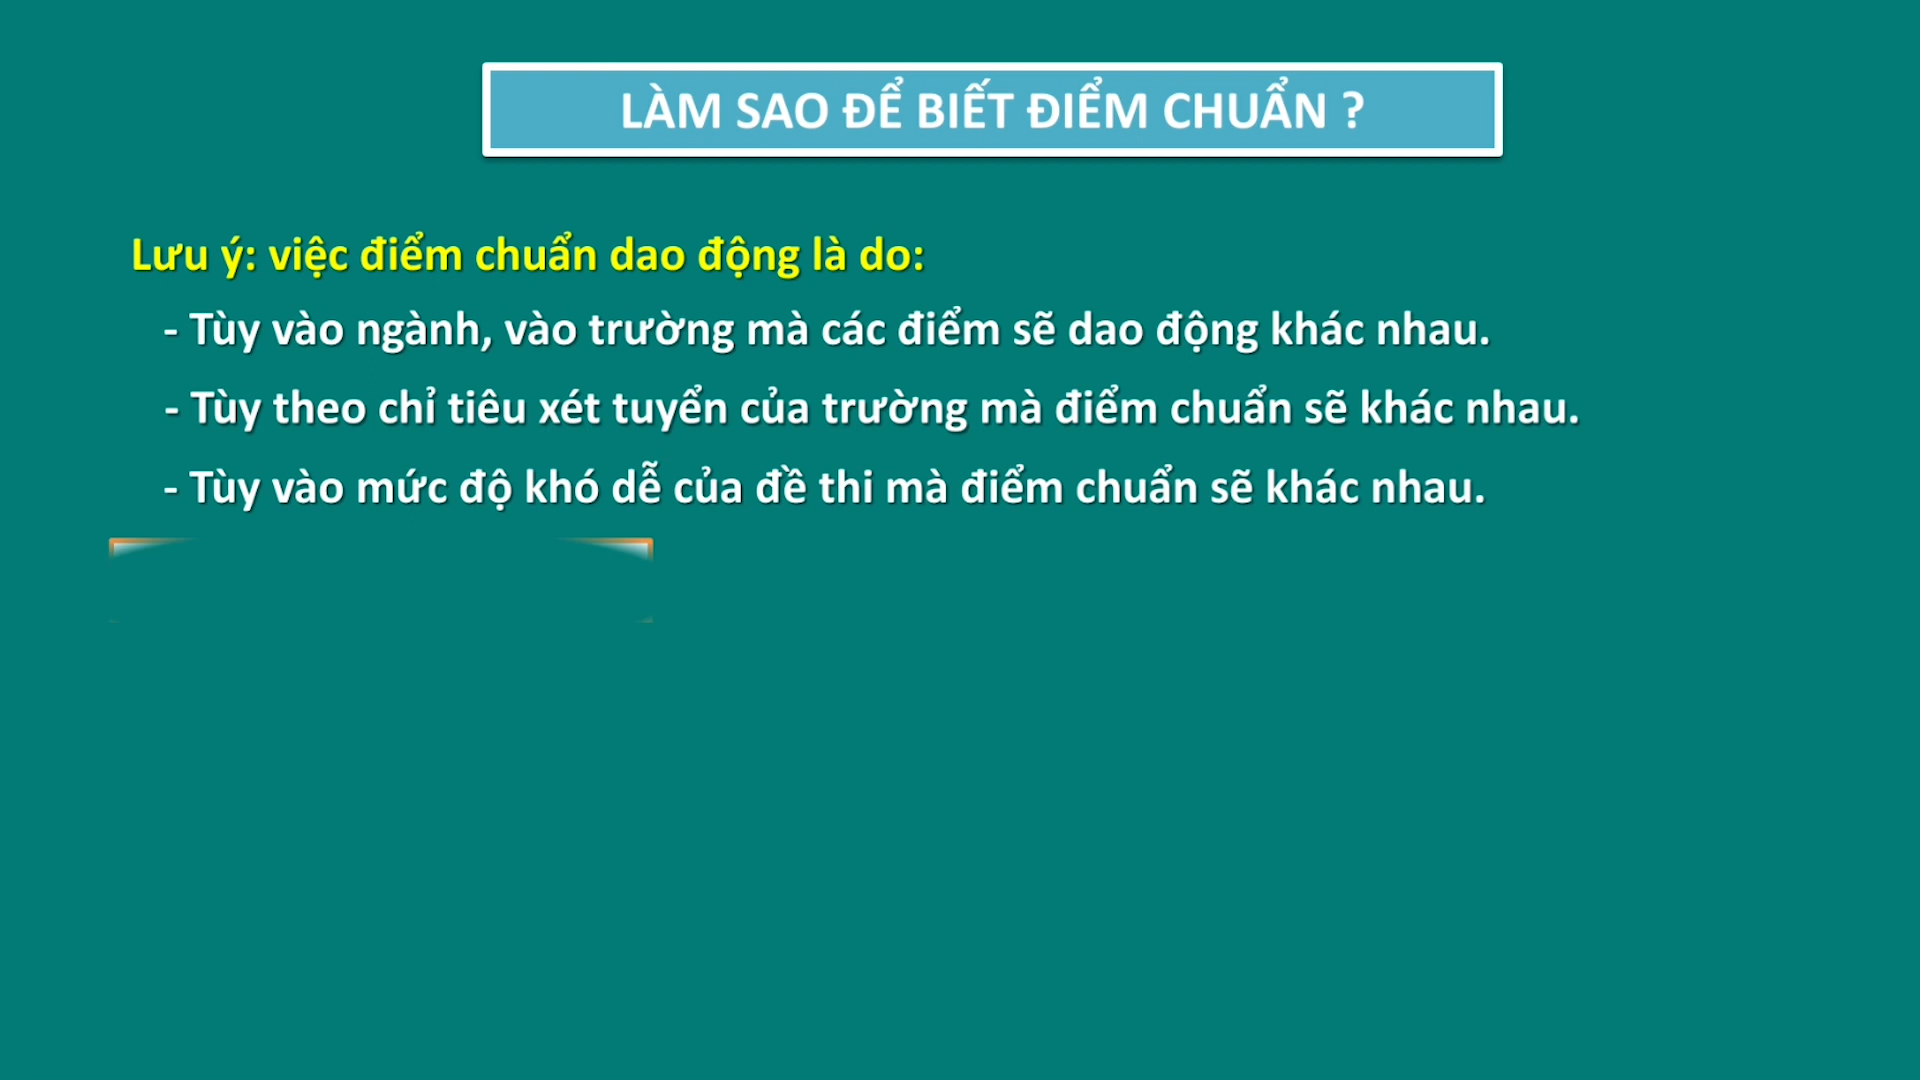 LÀM SAO ĐỂ BIẾT ĐIỂM CHUẨN ?
Lưu ý: việc điểm chuẩn dao động là do:
- Tùy vào ngành, vào trường mà các điểm sẽ dao động khác nhau.
- Tùy theo chỉ tiêu xét tuyển của trường mà điểm chuẩn sẽ khác nhau.
- Tùy vào mức độ khó dễ của đề thi mà điểm chuẩn sẽ khác nhau.